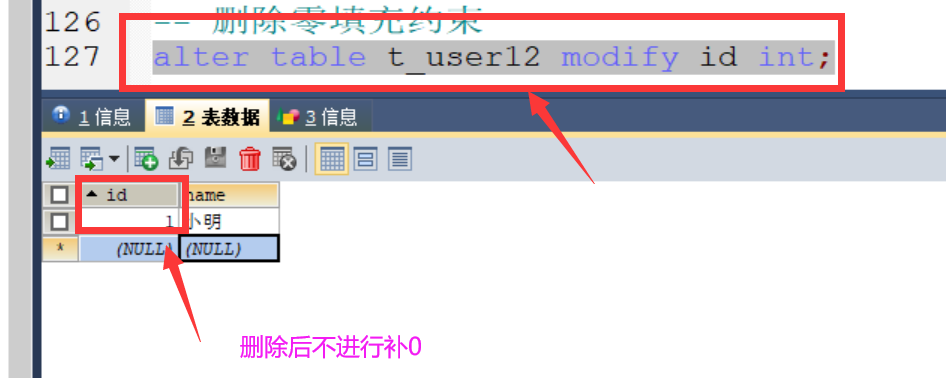 126 -- 删除零填充约束
127 alter table t_user12 modify id int;
1 信息 2 表数据 3 信息
id name
1 小明
* (NULL) (NULL)
删除后不进行补0